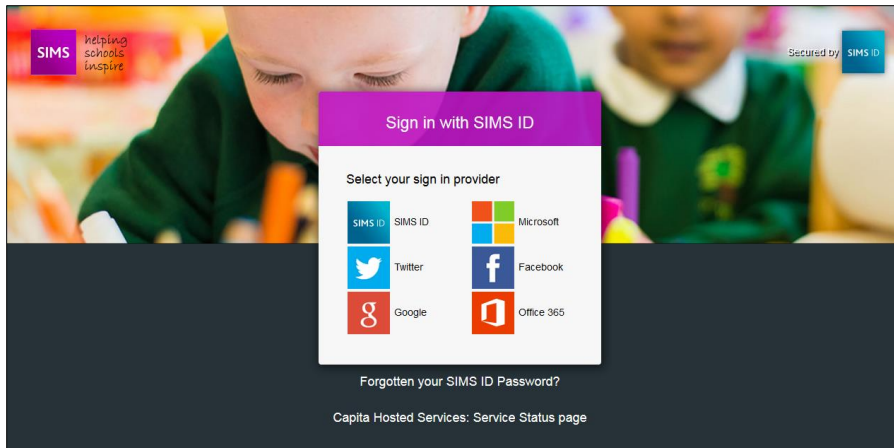 SIMS
helping
schools
inspire
Secured by SIMS ID
Sign in with SIMS ID
Select your sign in provider
SIMS ID SIMS ID
Microsoft
Twitter
f Facebook
g Google
Office 365
Forgotten your SIMS ID Password?
Capita Hosted Services: Service Status page